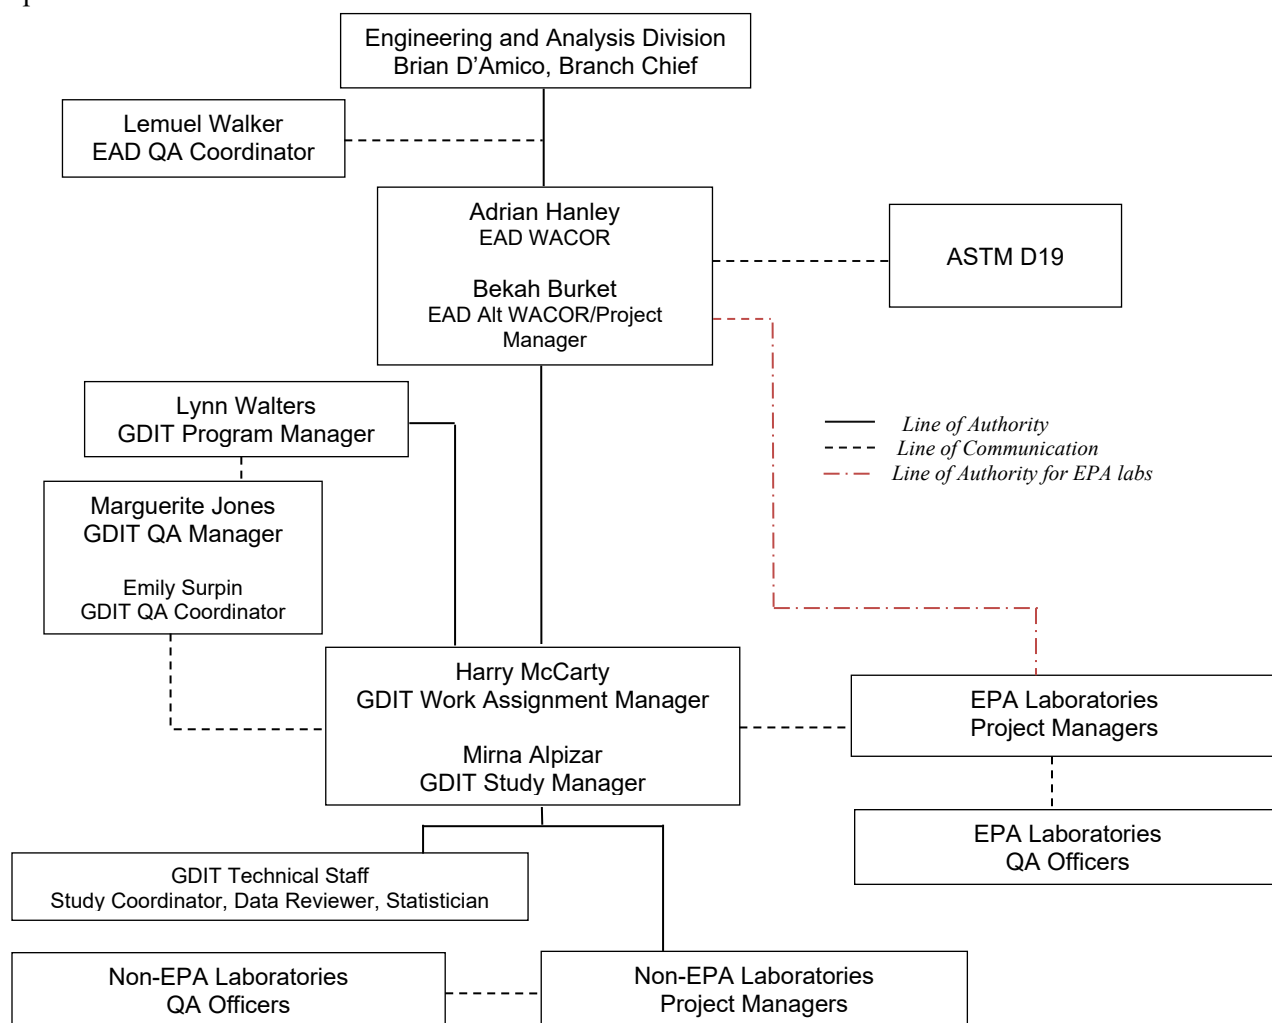 Engineering and Analysis Division
Brian D’Amico, Branch Chief
Lemuel Walker
EAD QA Coordinator
Adrian Hanley
EAD WACOR
Bekah Burket
EAD Alt WACOR/Project
Manager
ASTM D19
Lynn Walters
GDIT Program Manager
Line of Authority
Line of Communication
Line of Authority for EPA labs
Marguerite Jones
GDIT QA Manager
Emily Surpin
GDIT QA Coordinator
Harry McCarty
GDIT Work Assignment Manager
Mirna Alpizar
GDIT Study Manager
EPA Laboratories
Project Managers
EPA Laboratories
QA Officers
GDIT Technical Staff
Study Coordinator, Data Reviewer, Statistician
Non-EPA Laboratories
QA Officers
Non-EPA Laboratories
Project Managers